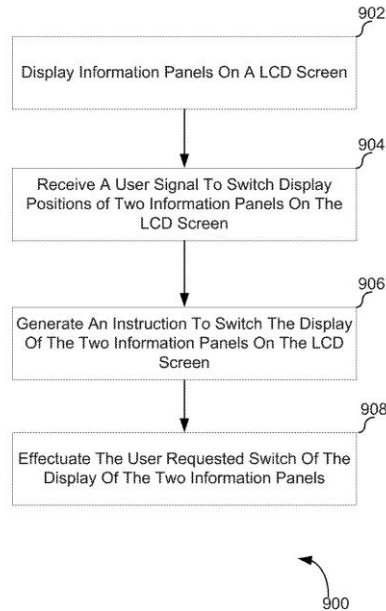 902
Display Information Panels On A LCD Screen
904
Receive A User Signal To Switch Display
Positions of Two Information Panels On The
LCD Screen
906
Generate An Instruction To Switch The Display
Of The Two Information Panels On The LCD
Screen
908
Effectuate The User Requested Switch Of The
Display Of The Two Information Panels
900